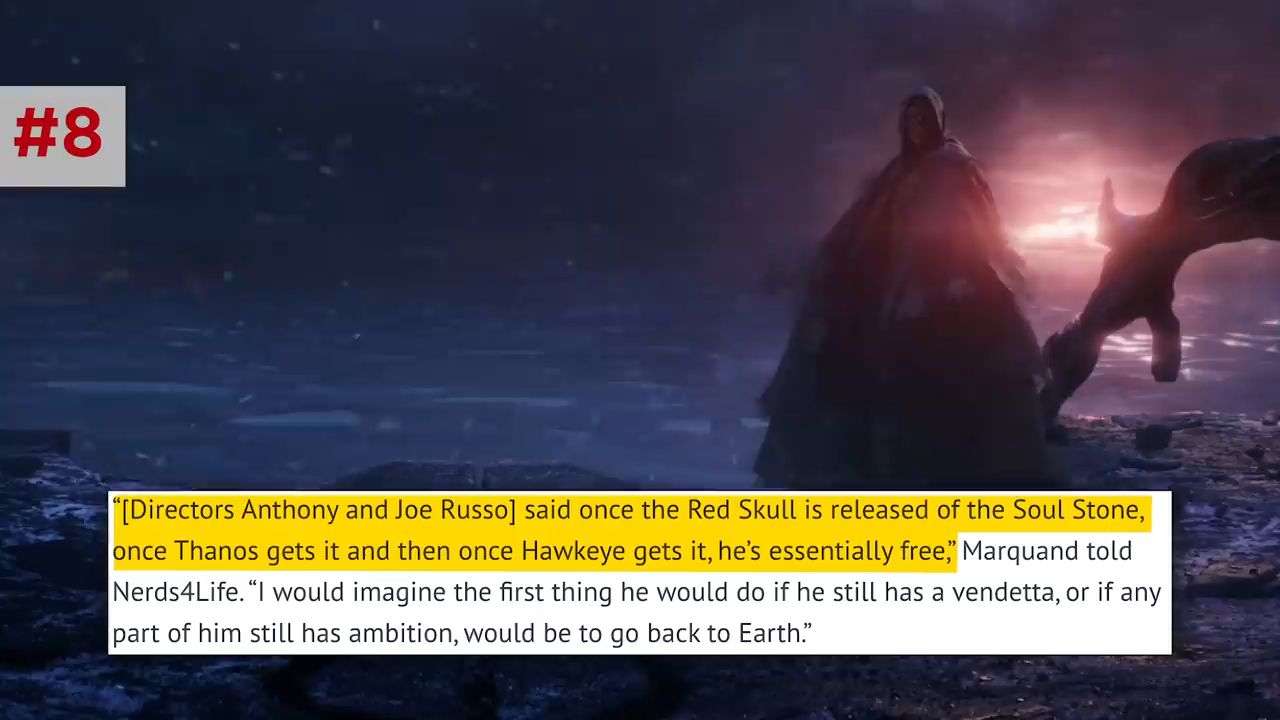 #8
“[Directors Anthony and Joe Russo] said once the Red Skull is released of the Soul Stone,
once Thanos gets it and then once Hawkeye gets it, he’s essentially free,” Marquand told
Nerds4Life. “I would imagine the first thing he would do if he still has a vendetta, or if any
part of him still has ambition, would be to go back to Earth.”